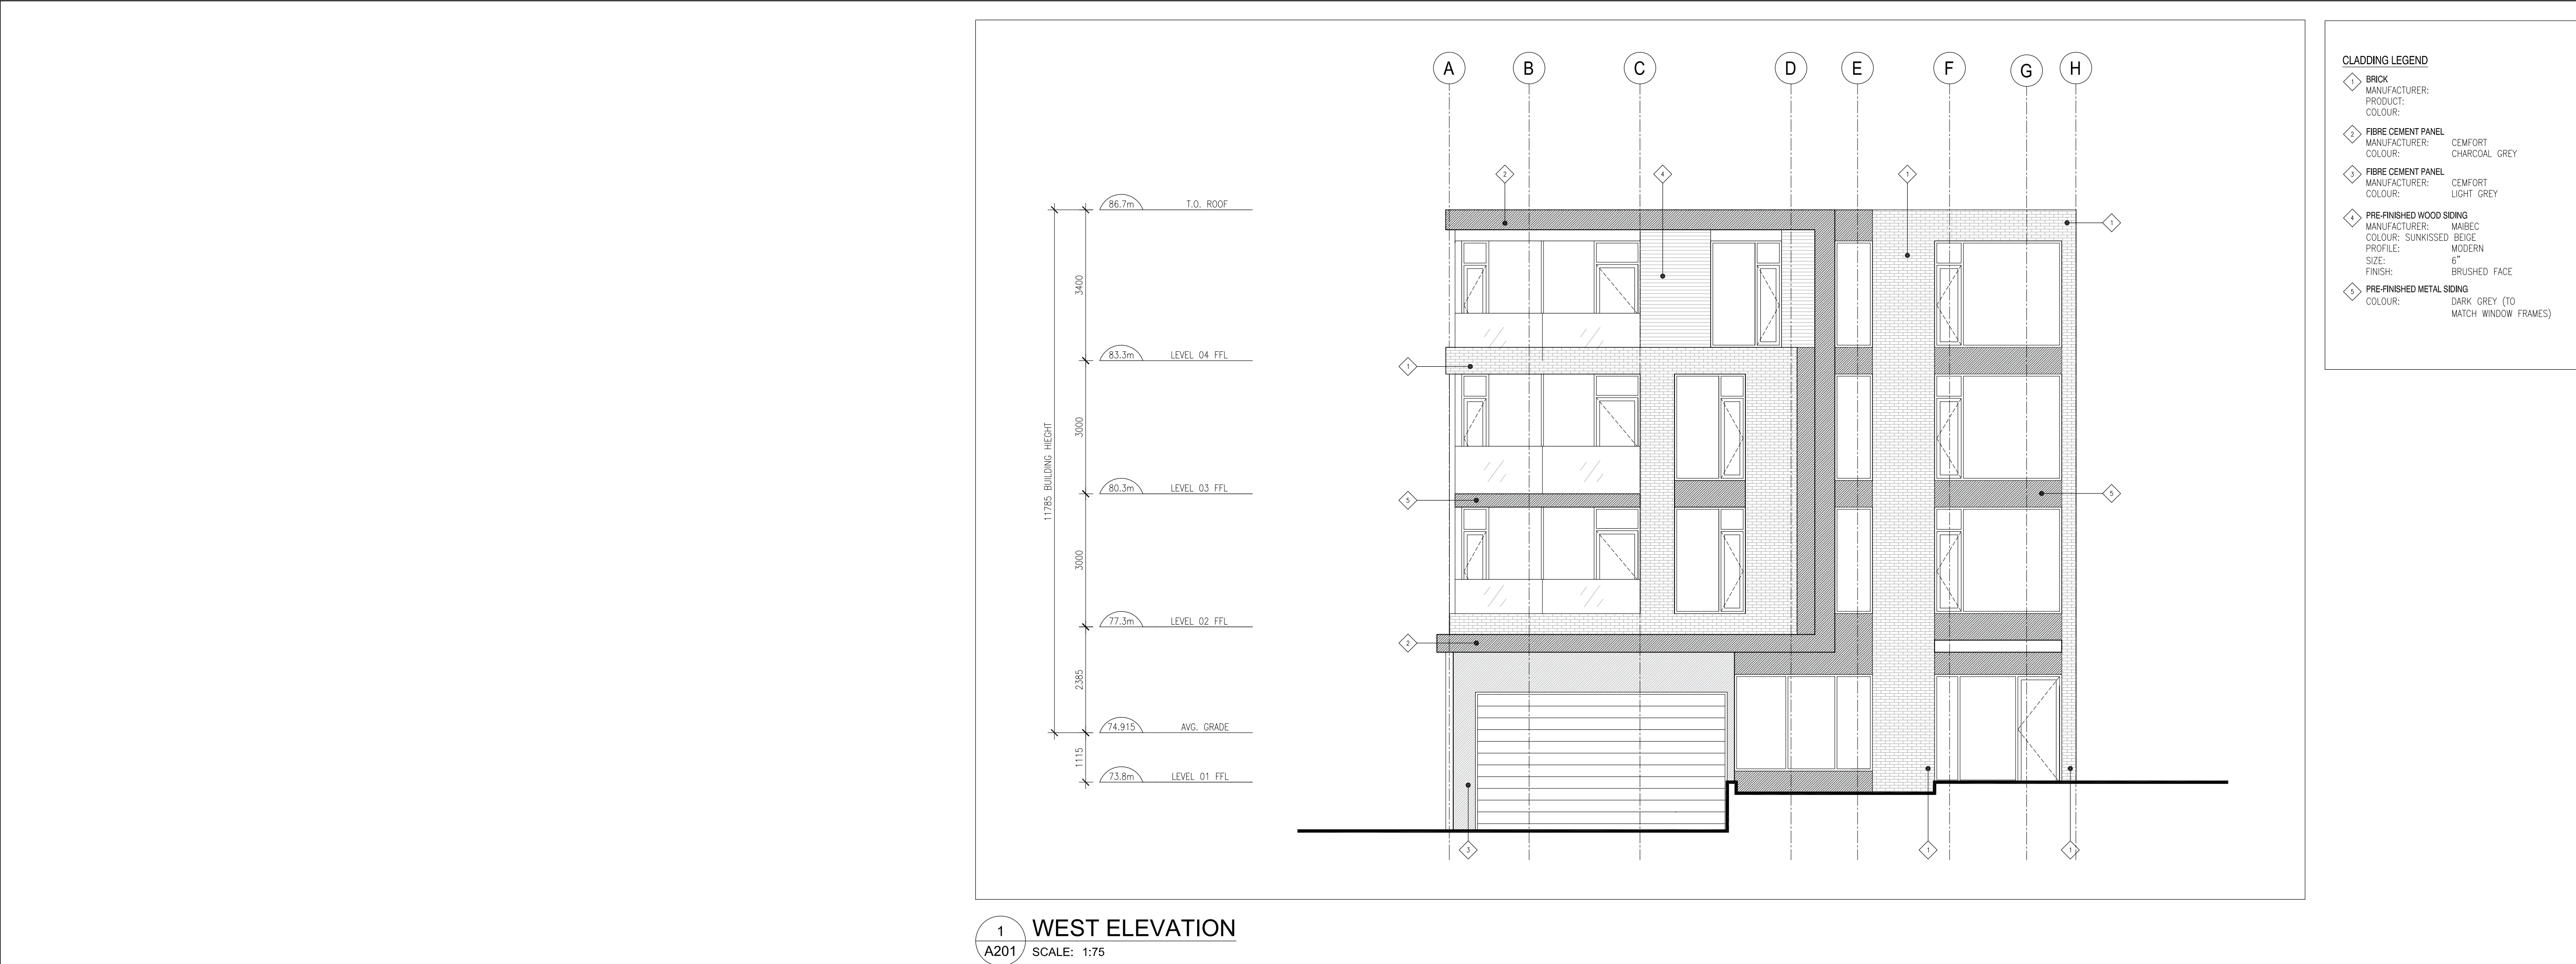 A B C D E F G H
2 4 1
86.7m T.O. ROOF
1
3400
83.3m LEVEL 04 FFL
1
3000
11785 BUILDING HIEGHT
80.3m LEVEL 03 FFL
5 5
3000
77.3m LEVEL 02 FFL
2
2385
74.915 AVG. GRADE
1115
73.8m LEVEL 01 FFL
3 1 1
1 WEST ELEVATION
A201 SCALE: 1:75
CLADDING LEGEND
1 BRICK
MANUFACTURER:
PRODUCT:
COLOUR:
2 FIBRE CEMENT PANEL
MANUFACTURER: CEMFORT
COLOUR: CHARCOAL GREY
3 FIBRE CEMENT PANEL
MANUFACTURER: CEMFORT
COLOUR: LIGHT GREY
4 PRE-FINISHED WOOD SIDING
MANUFACTURER: MAIBEC
COLOUR: SUNKISSED BEIGE
PROFILE: MODERN
SIZE: 6"
FINISH: BRUSHED FACE
5 PRE-FINISHED METAL SIDING
COLOUR: DARK GREY (TO
MATCH WINDOW FRAMES)